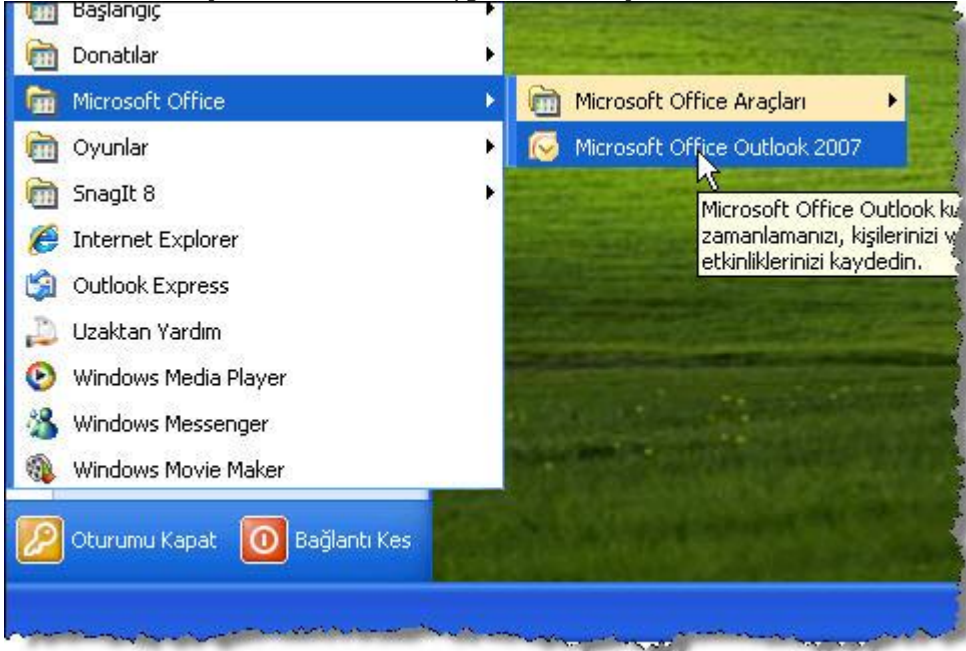 Başlangıç
Donatılar
Microsoft Office
Oyunlar
SnagIt 8
Internet Explorer
Outlook Express
Uzaktan Yardım
Windows Media Player
Windows Messenger
Windows Movie Maker
Microsoft Office Araçları
Microsoft Office Outlook 2007
Microsoft Office Outlook
zamanlamanızı, kişilerinizi
etkinliklerinizi kaydedin.
Oturumu Kapat
Bağlantı Kes